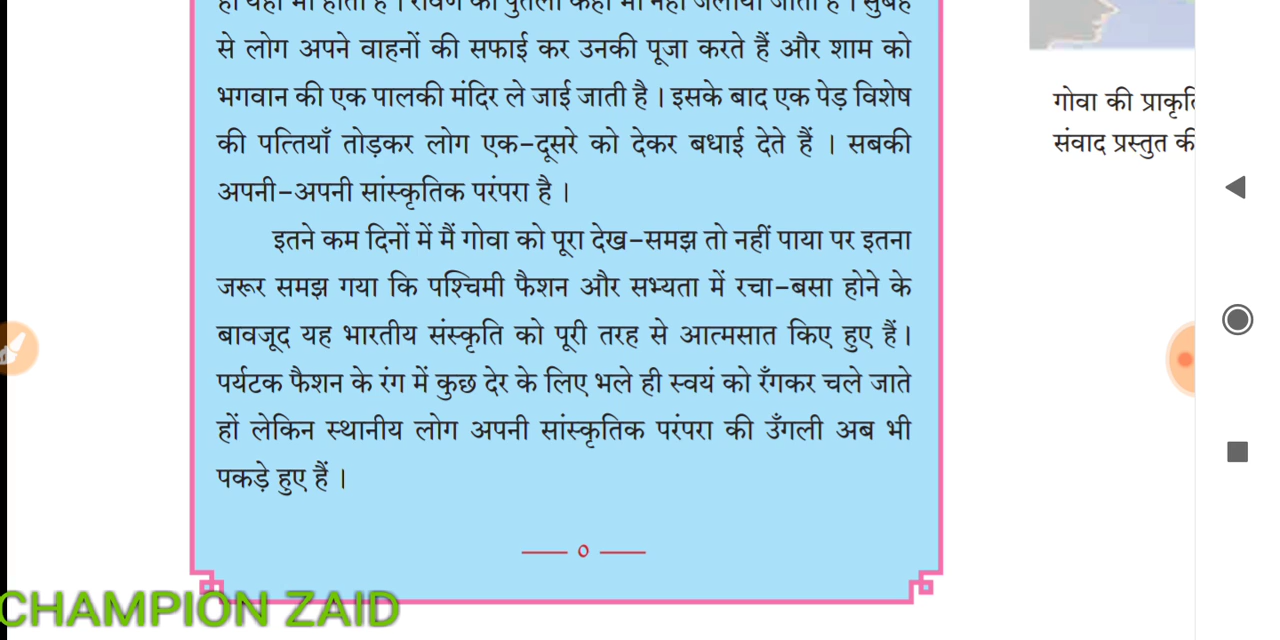 से लोग अपने वाहनों की सफाई कर उनकी पूजा करते हैं और शाम को
भगवान की एक पालकी मंदिर ले जाई जाती है । इसके बाद एक पेड़ विशेष
की पत्तियाँ तोड़कर लोग एक-दूसरे को देकर बधाई देते हैं । सबकी
अपनी-अपनी सांस्कृतिक परंपरा है ।
इतने कम दिनों में मैं गोवा को पूरा देख-समझ तो नहीं पाया पर इतना
जरूर समझ गया कि पश्चिमी फैशन और सभ्यता में रचा-बसा होने के
बावजूद यह भारतीय संस्कृति को पूरी तरह से आत्मसात किए हुए हैं ।
पर्यटक फैशन के रंग में कुछ देर के लिए भले ही स्वयं को रँगकर चले जाते
हों लेकिन स्थानीय लोग अपनी सांस्कृतिक परंपरा की उँगली अब भी
पकड़े हुए हैं ।
०
गोवा की
संवाद प्रस्तुत
CHAMPION ZAID